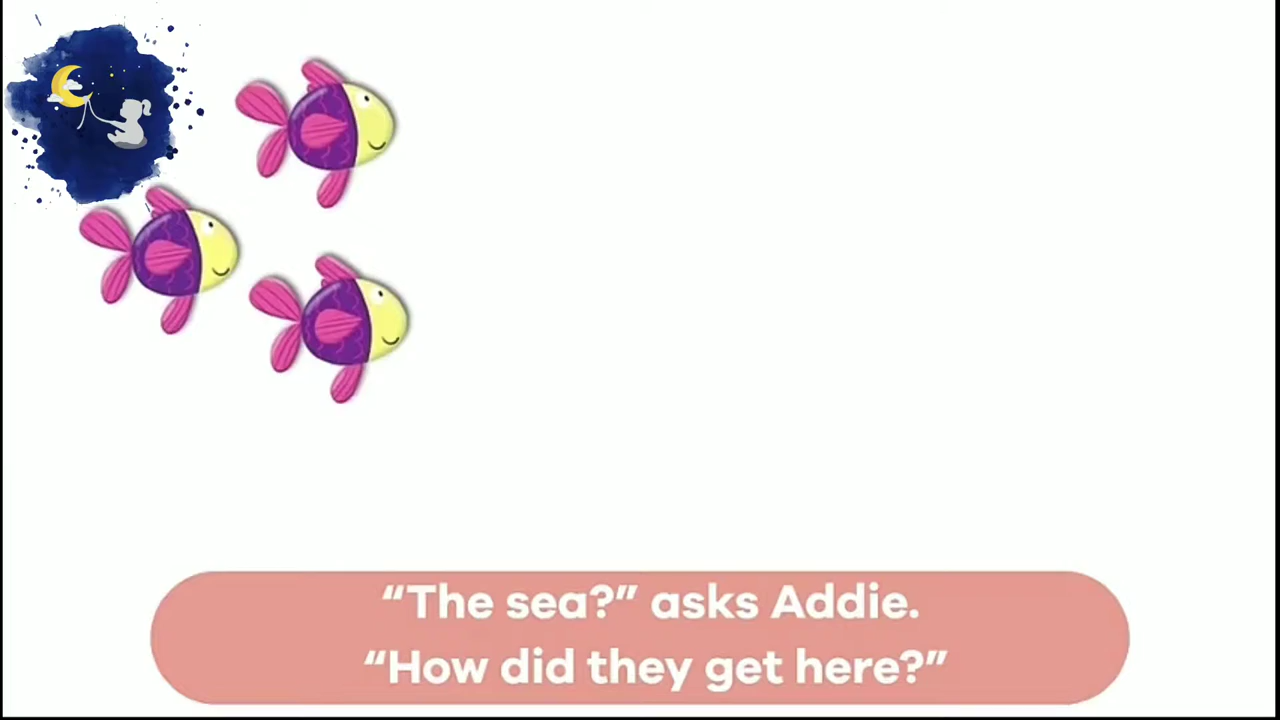 “The sea?” asks Addie.
“How did they get here?”